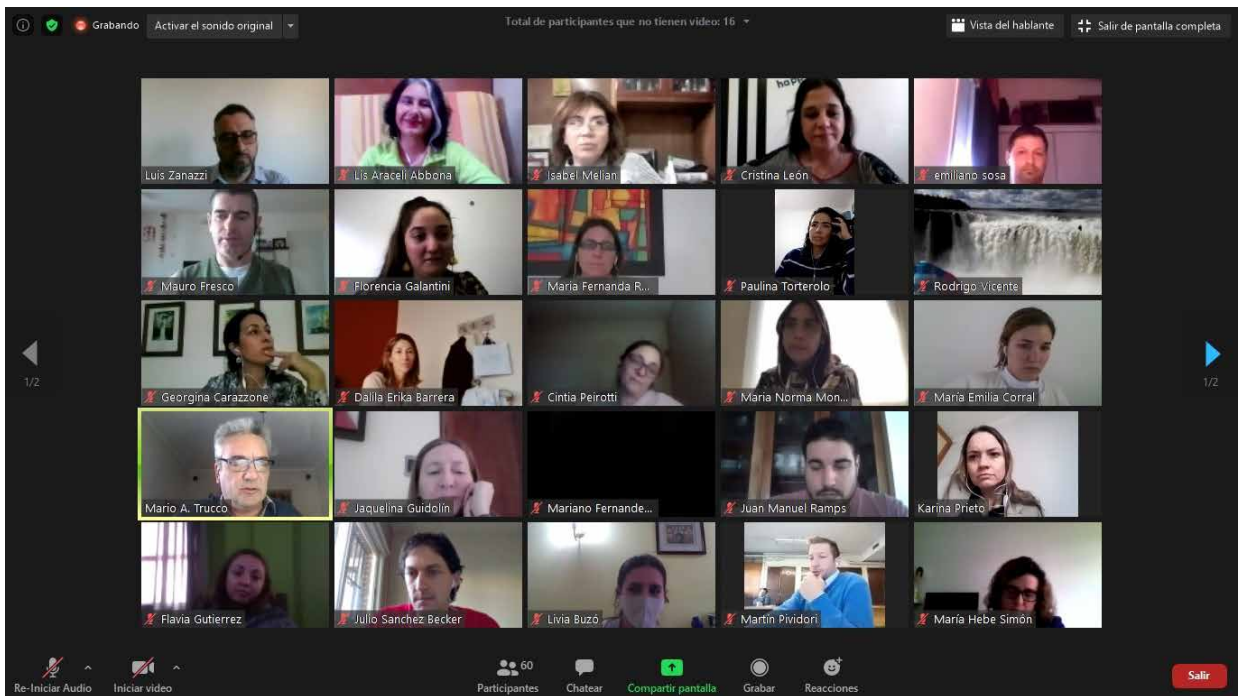 Grabando
Activar el sonido original
Total de participantes que no tienen video: 16
Vista del hablante
Salir de pantalla completa
Luis Zanazzi
Lis Araceli Abbona
Isabel Melian
Cristina León
emiliano sosa
Mauro Fresco
Florencia Galantini
María Fernanda R...
Paulina Torterolo
Rodrigo Vicente
Georgina Carazzone
Dalila Erika Barrera
Cintia Peirotti
Maria Norma Mon...
María Emilia Corral
1/2
1/2
Mario A. Trucco
Jaquelina Guidolín
Mariano Fernande...
Juan Manuel Ramps
Karina Prieto
Flavia Gutierrez
Julio Sanchez Becker
Livia Buzó
Martín Pividori
María Hebe Simón
Re-Iniciar Audio
Iniciar video
60
Participantes
Chatear
Compartir pantalla
Grabar
Reacciones
Salir